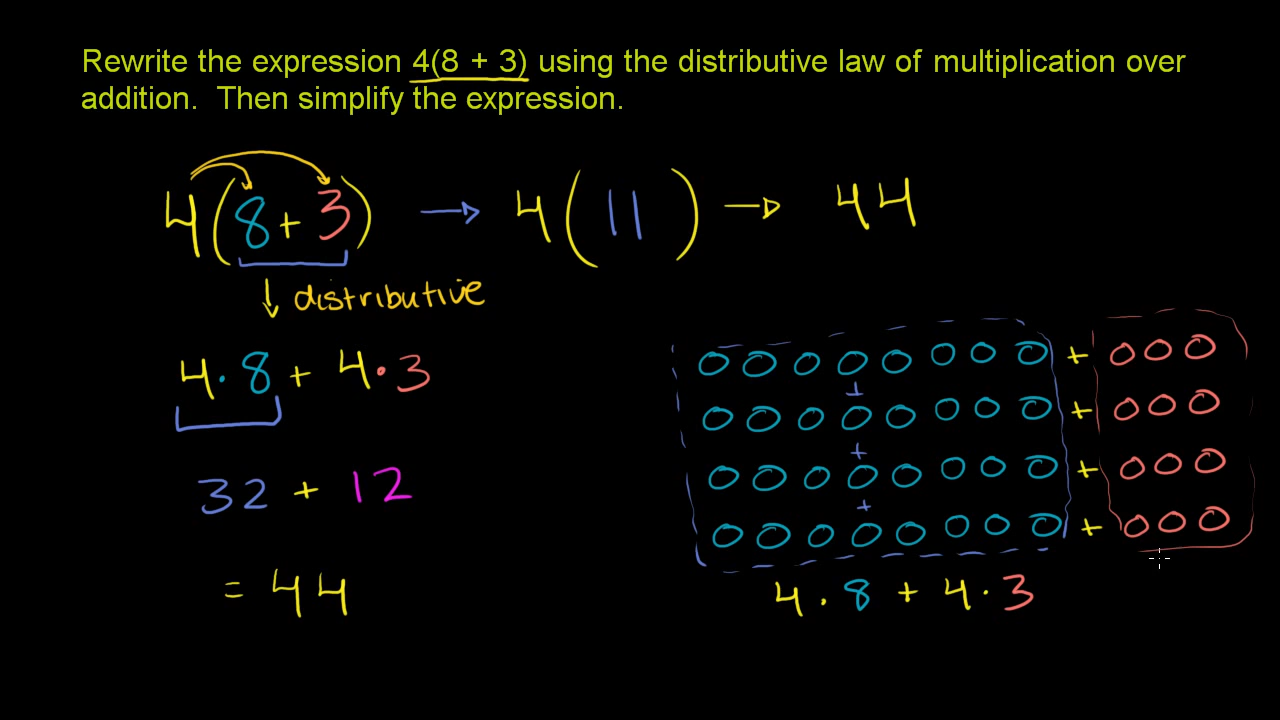 Rewrite the expression 4(8 + 3) using the distributive law of multiplication over
addition.  Then simplify the expression.
4(8 + 3) → 4(11) → 44
↓ distributive
4 · 8 + 4 · 3
32 + 12
= 44
+
+
+
+
+
+
+
4 · 8 + 4 · 3